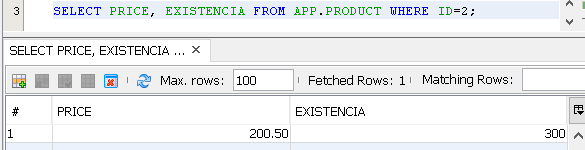 3 SELECT PRICE, EXISTENCIA FROM APP.PRODUCT WHERE ID=2;
SELECT PRICE, EXISTENCIA ... ×
Max. rows: 100 Fetched Rows: 1 Matching Rows:
# PRICE EXISTENCIA
1 200.50 300